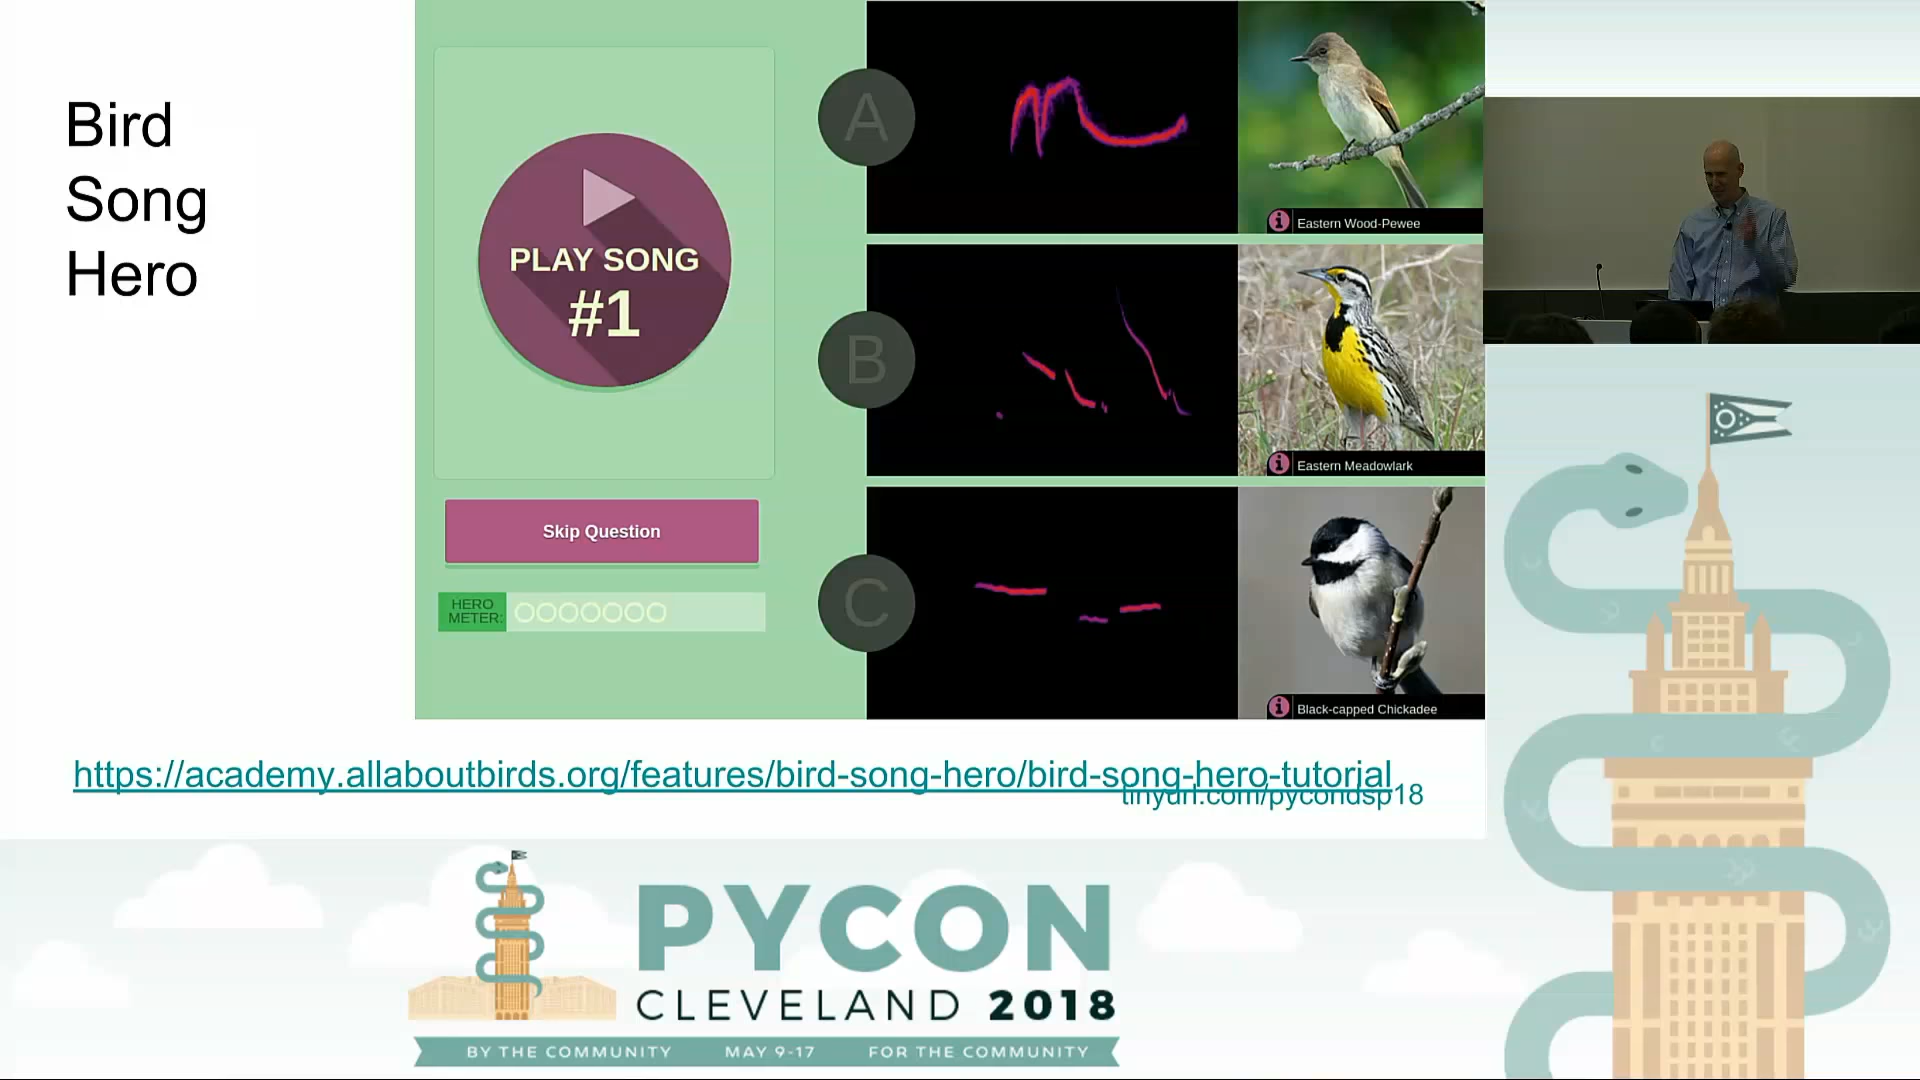 Bird
Song
Hero
PLAY SONG
#1
Skip Question
HERO
METER:
A
Eastern Wood-Pewee
B
Eastern Meadowlark
C
Black-capped Chickadee
https://academy.allaboutbirds.org/features/bird-song-hero/bird-song-hero-tutorial
tinyurl.com/pycondsp18
PYCON
CLEVELAND 2018
BY THE COMMUNITY MAY 9-17 FOR THE COMMUNITY